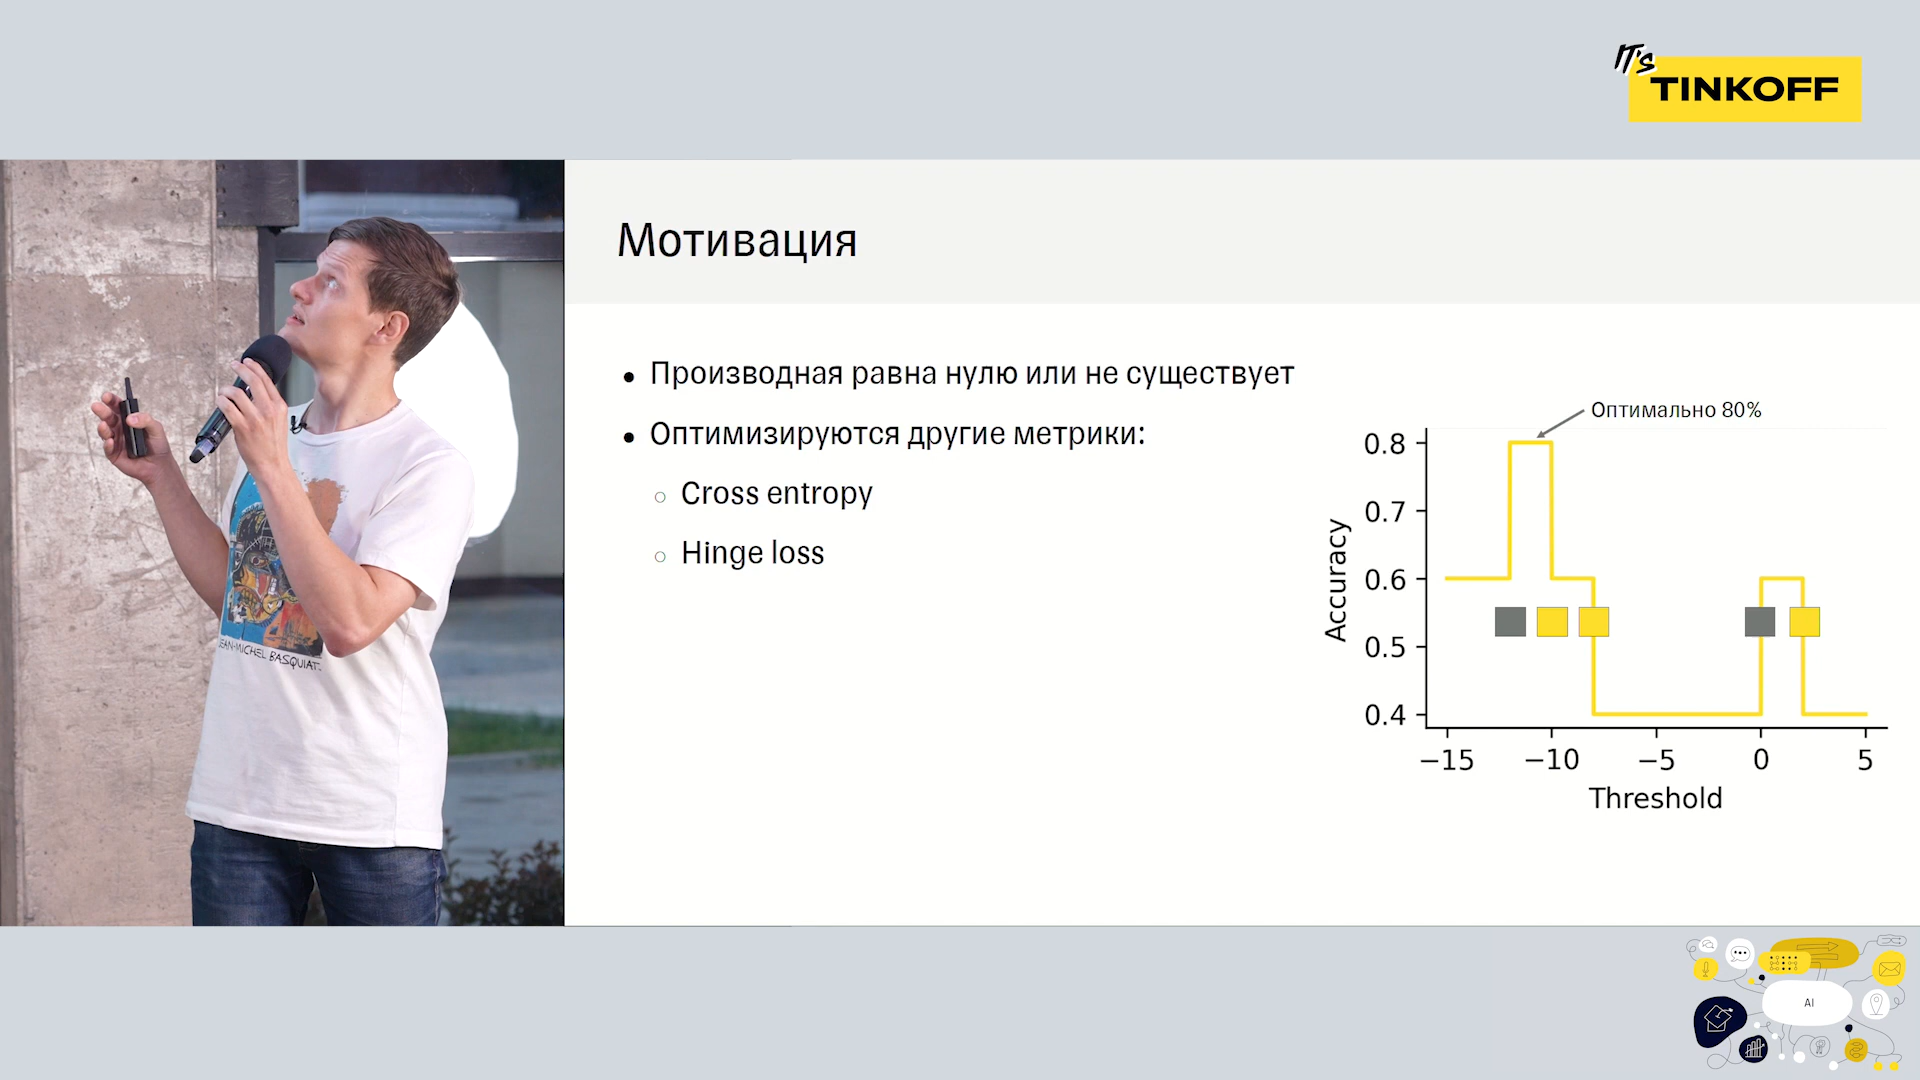 IT's
TINKOFF
Мотивация
Производная равна нулю или не существует
Оптимизируются другие метрики:
Cross entropy
Hinge loss
Оптимально 80%
0.8
0.7
0.6
0.5
0.4
Accuracy
−15 −10 −5 0 5
Threshold
JEAN-MICHEL BASQUIAT
AI